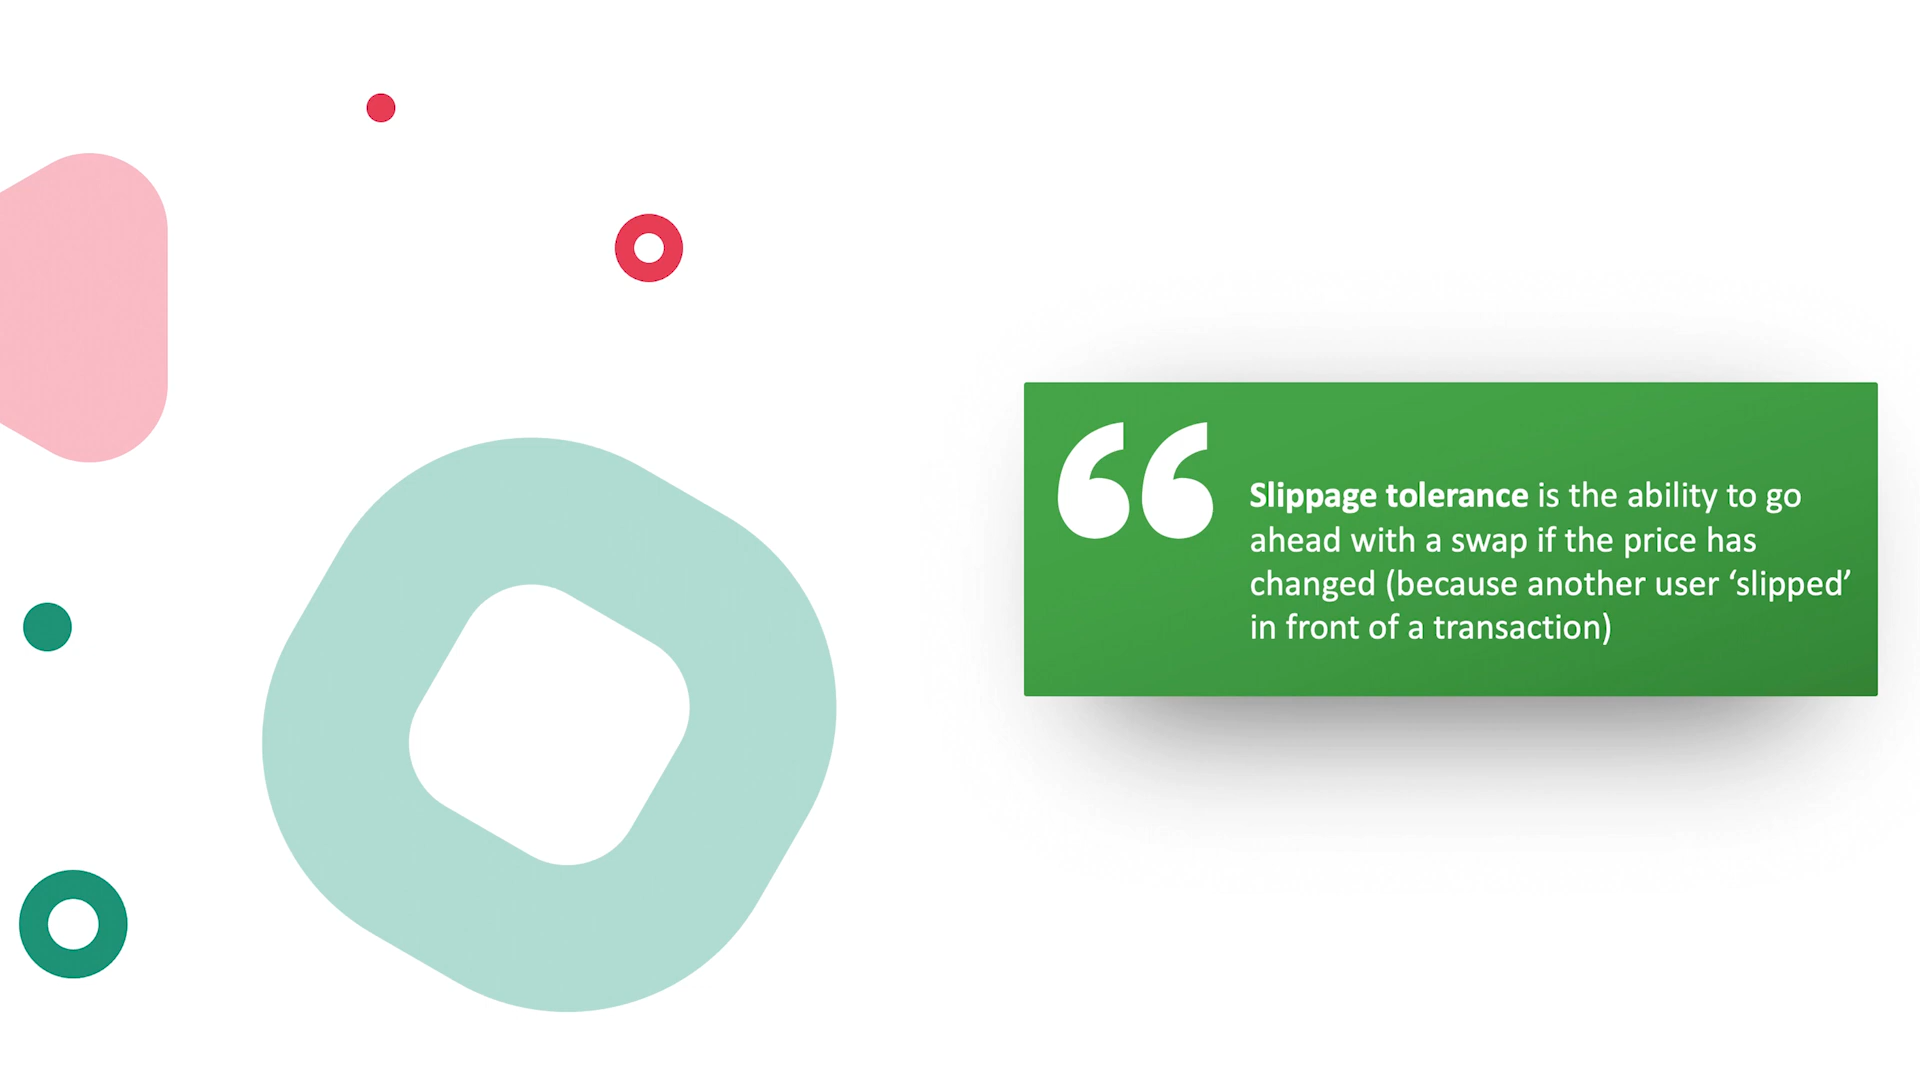 Slippage tolerance is the ability to go
ahead with a swap if the price has
changed (because another user ‘slipped’
in front of a transaction)